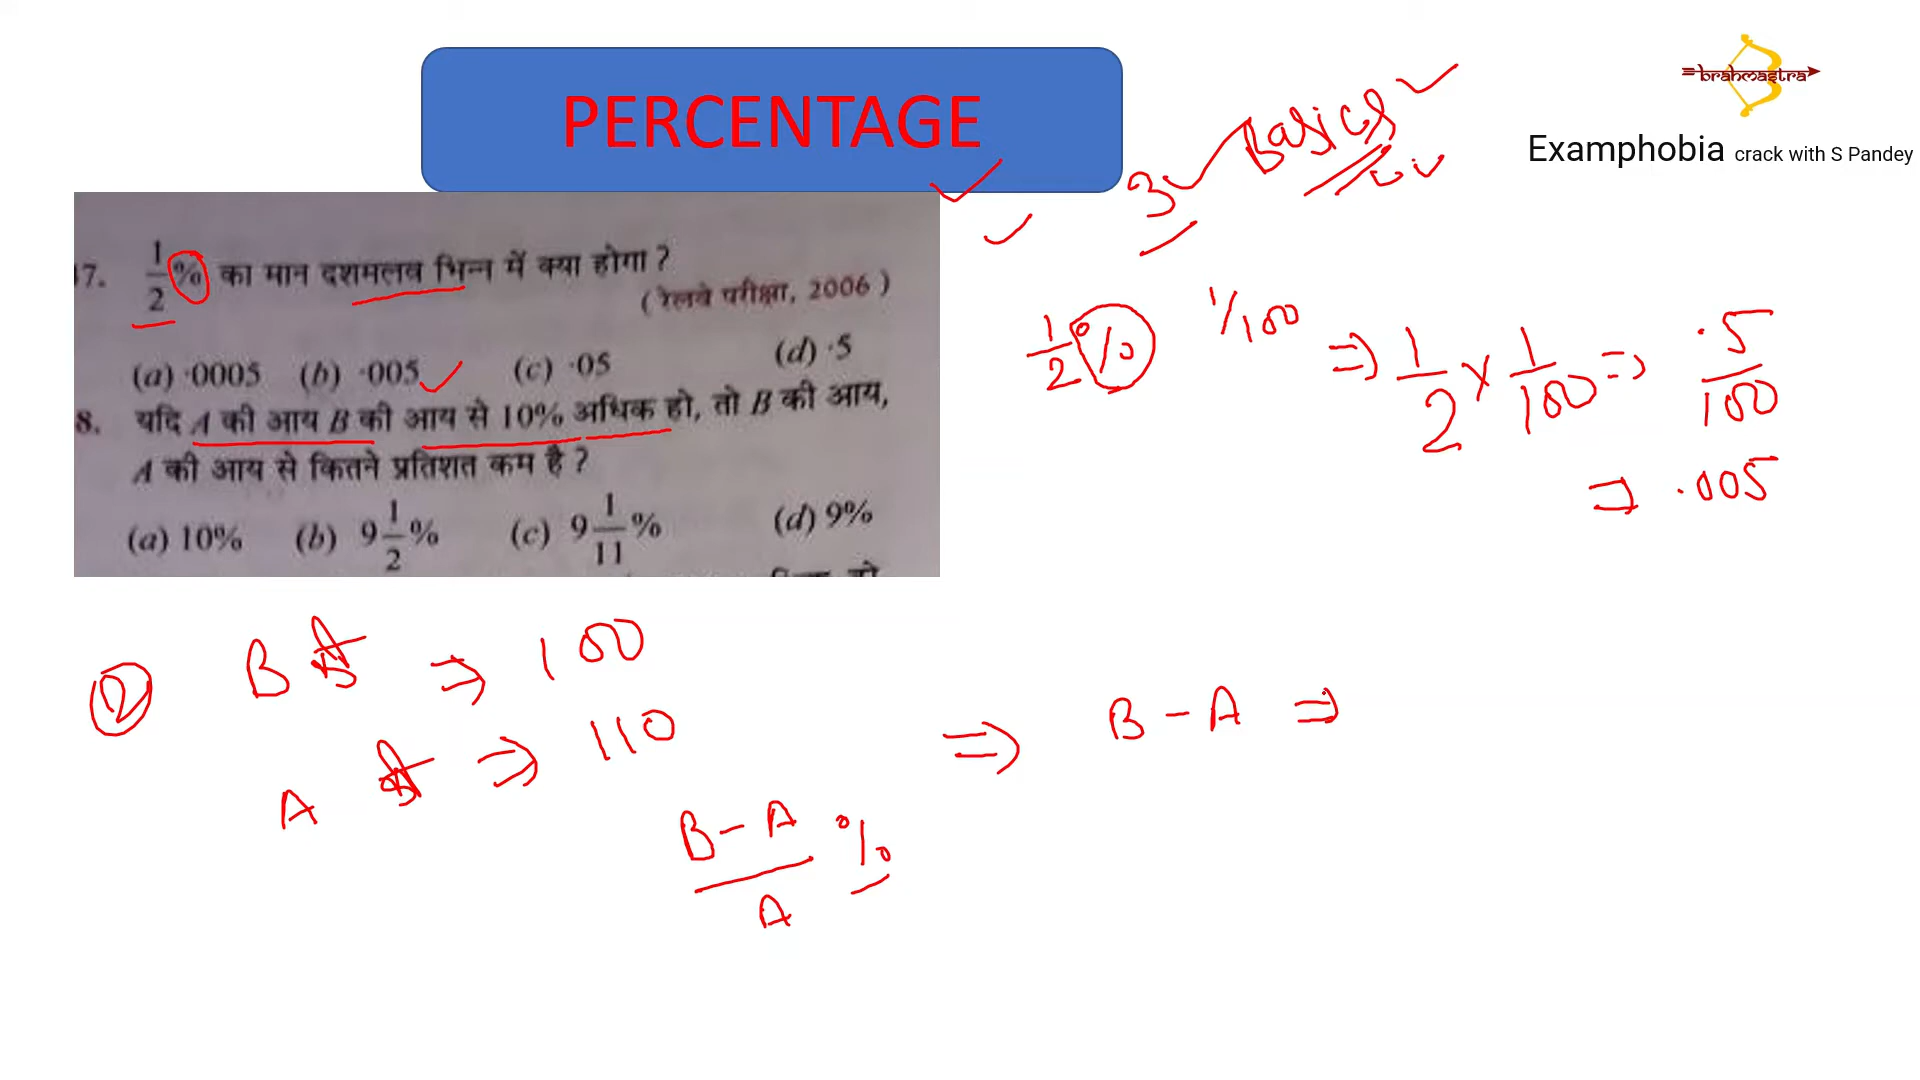 PERCENTAGE
brahmastra
Examphobia crack with S Pandey
3 Basics
17. 1/2 % का मान दशमलव भिन्न में क्या होगा ?
( रेलवे परीक्षा, 2006 )
(a) ·0005 (b) ·005 (c) ·05 (d) ·5
8. यदि A की आय B की आय से 10% अधिक हो, तो B की आय,
A की आय से कितने प्रतिशत कम है ?
(a) 10% (b) 9 1/2 % (c) 9 1/11 % (d) 9%
1/2 % 1/100 ⇒ 1/2 × 1/100 ⇒ .5/100
⇒ .005
② B ⇒ 100
A ⇒ 110
⇒ B - A ⇒
B - A / A %